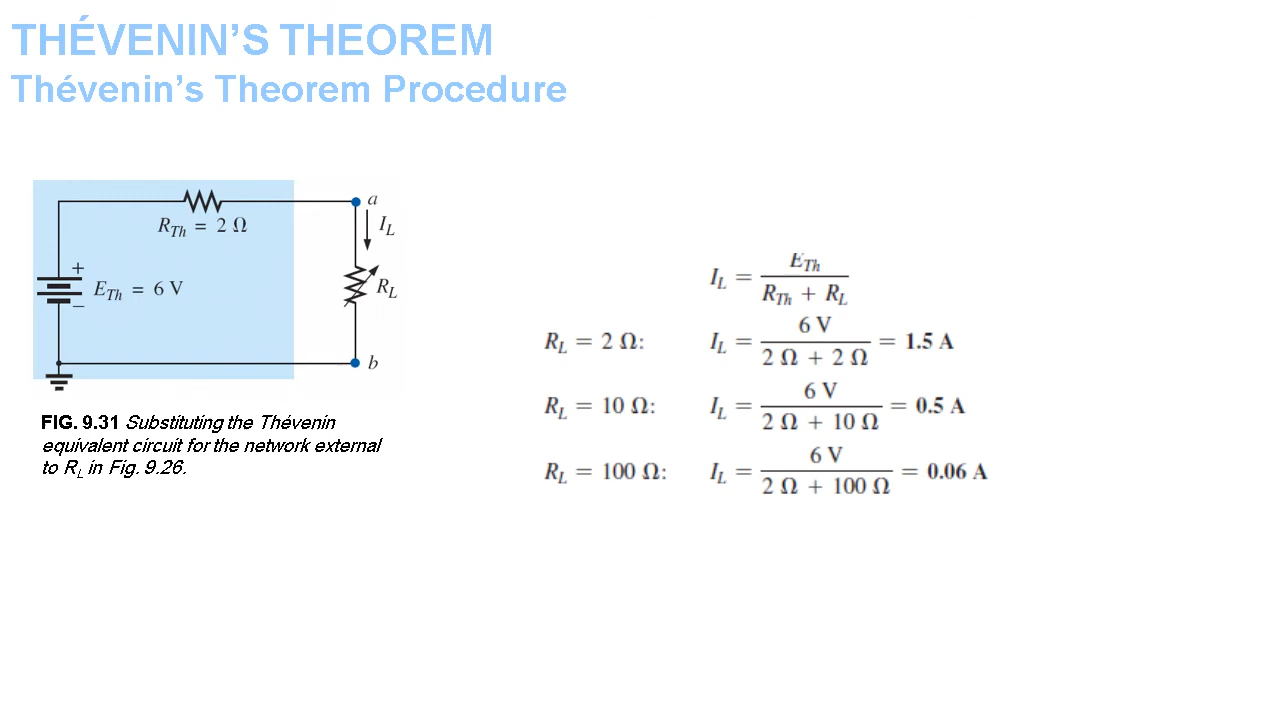 THÉVENIN’S THEOREM
Thévenin’s Theorem Procedure
a
R_Th = 2 Ω
I_L
+
E_Th = 6 V
R_L
−
b
FIG. 9.31 Substituting the Thévenin
equivalent circuit for the network external
to R_L in Fig. 9.26.
I_L = E_Th / (R_Th + R_L)
R_L = 2 Ω: I_L = 6 V / (2 Ω + 2 Ω) = 1.5 A
R_L = 10 Ω: I_L = 6 V / (2 Ω + 10 Ω) = 0.5 A
R_L = 100 Ω: I_L = 6 V / (2 Ω + 100 Ω) = 0.06 A